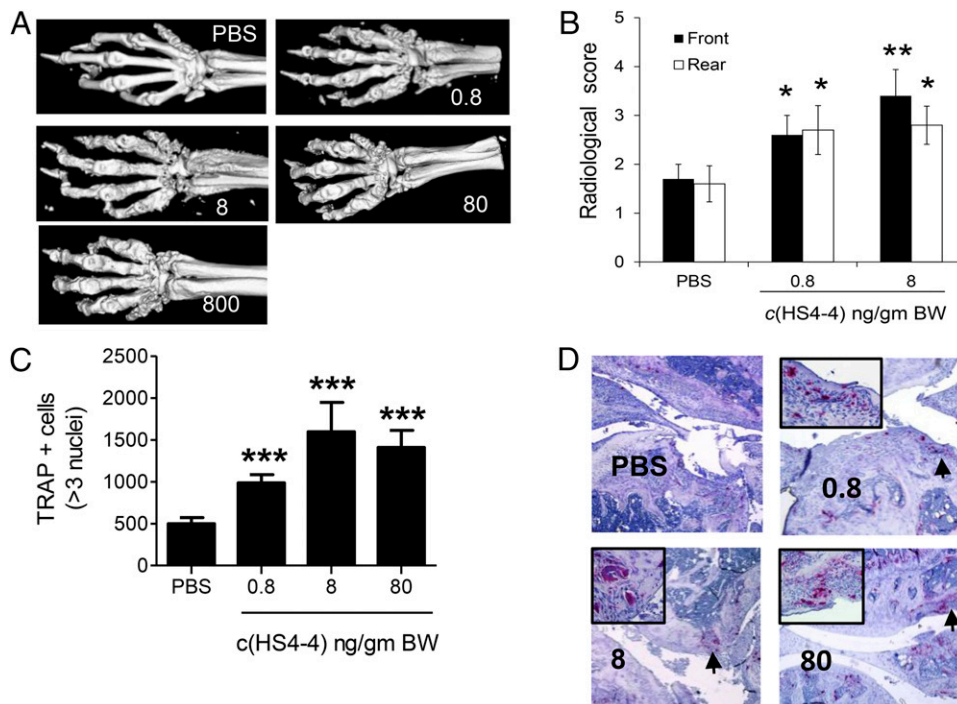 A
PBS
0.8
8
80
800
B
Radiological score
5
4
3
2
1
0
Front
Rear
* * ** *
PBS 0.8 8
c(HS4-4) ng/gm BW
C
TRAP + cells
(>3 nuclei)
2500
2000
1500
1000
500
0
*** *** ***
PBS 0.8 8 80
c(HS4-4) ng/gm BW
D
PBS
0.8
8
80